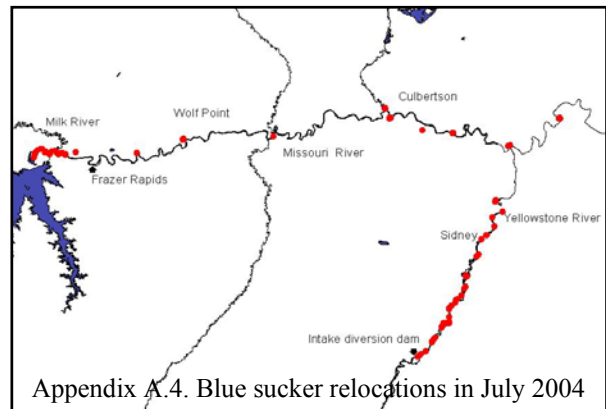 Milk River
Wolf Point
Culbertson
Missouri River
Frazer Rapids
Yellowstone River
Sidney
Intake diversion dam
Appendix A.4. Blue sucker relocations in July 2004